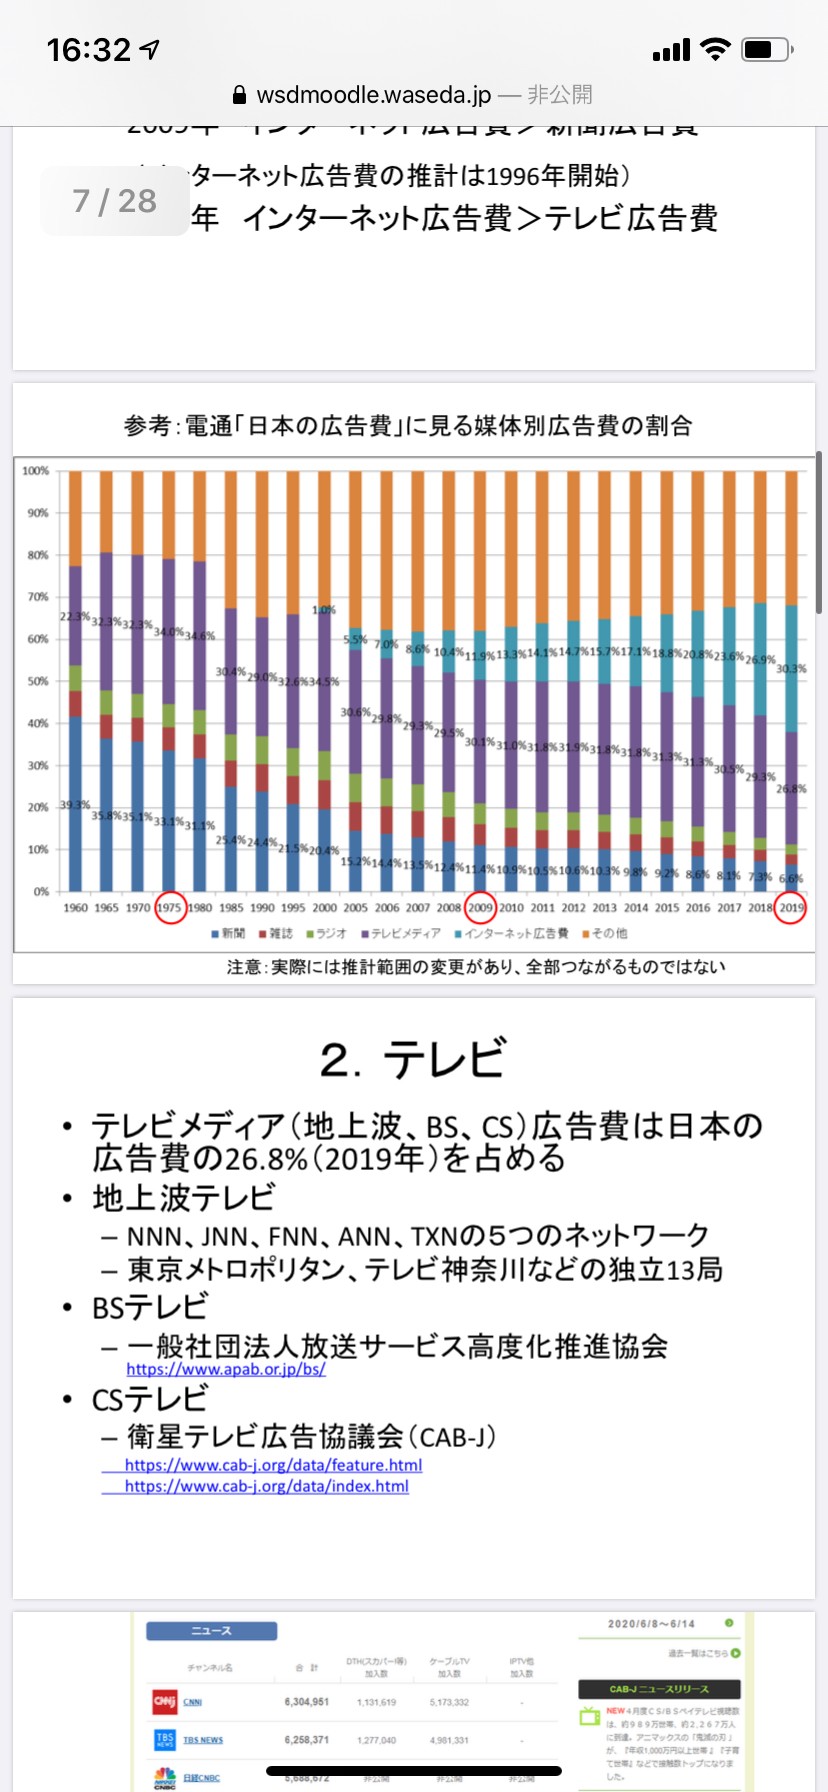 16:32
wsdmoodle.waseda.jp — 非公開
2009年 インターネット広告費＞新聞広告費
ターネット広告費の推計は1996年開始）
7 / 28
年 インターネット広告費＞テレビ広告費
参考：電通「日本の広告費」に見る媒体別広告費の割合
100%
90%
80%
70%
60%
50%
40%
30%
20%
10%
0%
1.0%
5.5% 7.0% 8.6% 10.4% 11.9% 13.3% 14.1% 14.7% 15.7% 17.1% 18.8% 20.8% 23.6% 26.9% 30.3%
22.3% 32.3% 32.3% 34.0% 34.6% 30.4% 29.0% 32.6% 34.5% 30.6% 29.8% 29.3% 29.5% 30.1% 31.0% 31.8% 31.9% 31.8% 31.8% 31.3% 31.3% 30.5% 29.3% 26.8%
39.3% 35.8% 35.1% 33.1% 31.1% 25.4% 24.4% 21.5% 20.4% 15.2% 14.4% 13.5% 12.4% 11.4% 10.9% 10.5% 10.6% 10.3% 9.8% 9.2% 8.6% 8.1% 7.3% 6.6%
1960 1965 1970 1975 1980 1985 1990 1995 2000 2005 2006 2007 2008 2009 2010 2011 2012 2013 2014 2015 2016 2017 2018 2019
新聞 雑誌 ラジオ テレビメディア インターネット広告費 その他
注意：実際には推計範囲の変更があり、全部つながるものではない
２．テレビ
• テレビメディア（地上波、BS、CS）広告費は日本の
広告費の26.8%（2019年）を占める
• 地上波テレビ
– NNN、JNN、FNN、ANN、TXNの５つのネットワーク
– 東京メトロポリタン、テレビ神奈川などの独立13局
• BSテレビ
– 一般社団法人放送サービス高度化推進協会
https://www.apab.or.jp/bs/
• CSテレビ
– 衛星テレビ広告協議会（CAB-J）
https://www.cab-j.org/data/feature.html
https://www.cab-j.org/data/index.html
ニュース
チャンネル名 合 計 DTH(スカパー!等)加入数 ケーブルTV加入数 IPTV他加入数
CNNj CNNj 6,304,951 1,131,619 5,173,332 -
TBS NEWS TBS NEWS 6,258,371 1,277,040 4,981,331 -
CNBC 日経CNBC 5,688,672 非公開 非公開 非公開
2020/6/8～6/14
過去一覧はこちら
CAB-J ニュースリリース
NEW 4月度ＣＳ/ＢＳペイテレビ視聴数
は、約９８９万世帯、約２,２６７万人
に到達。アニマックスの「鬼滅の刃」
が、『年収1,000万円以上世帯』『子育
て世帯』などで接触数トップになりま
した。